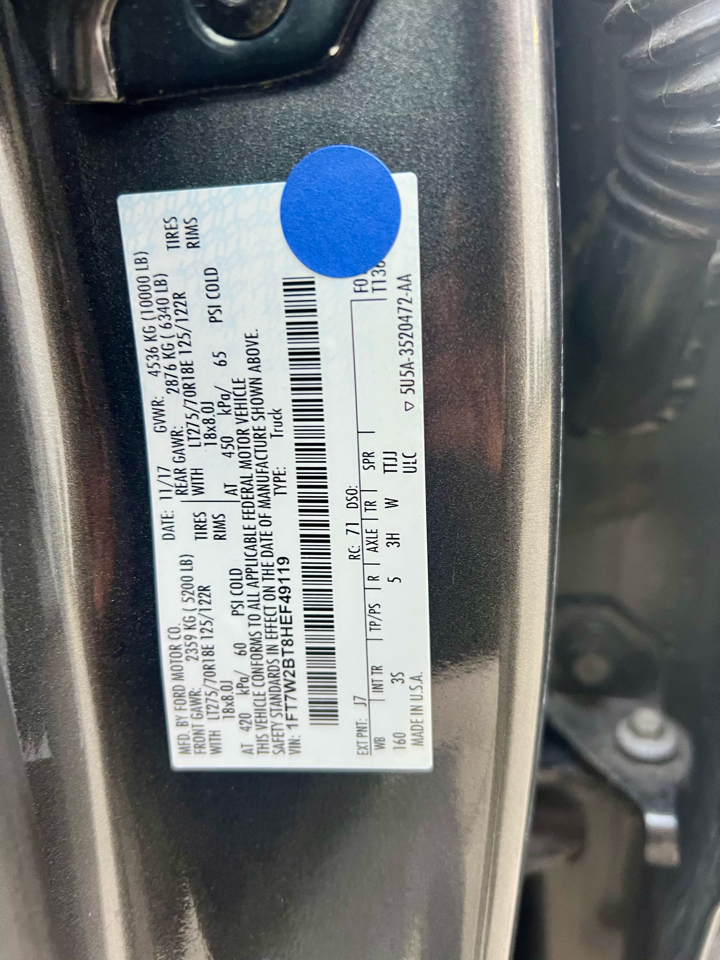 MFD. BY FORD MOTOR CO.
DATE: 11/17 GVWR: 4536 KG (10000 LB)
FRONT GAWR: 2359 KG ( 5200 LB)
REAR GAWR: 2876 KG ( 6340 LB)
WITH LT275/70R18E 125/122R TIRES
WITH LT275/70R18E 125/122R TIRES
18x8.0J RIMS
18x8.0J RIMS
AT 420 kPa/ 60 PSI COLD
AT 450 kPa/ 65 PSI COLD
THIS VEHICLE CONFORMS TO ALL APPLICABLE FEDERAL MOTOR VEHICLE
SAFETY STANDARDS IN EFFECT ON THE DATE OF MANUFACTURE SHOWN ABOVE.
VIN: 1FT7W2BT8HEF49119 TYPE: Truck
EXT PNT: J7 RC: 71 DSO: F0
WB INT TR TP/PS R AXLE TR SPR T136
160 3S 5 3H W TTJJ
MADE IN U.S.A. ULC ▽ 5U5A-3520472-AA